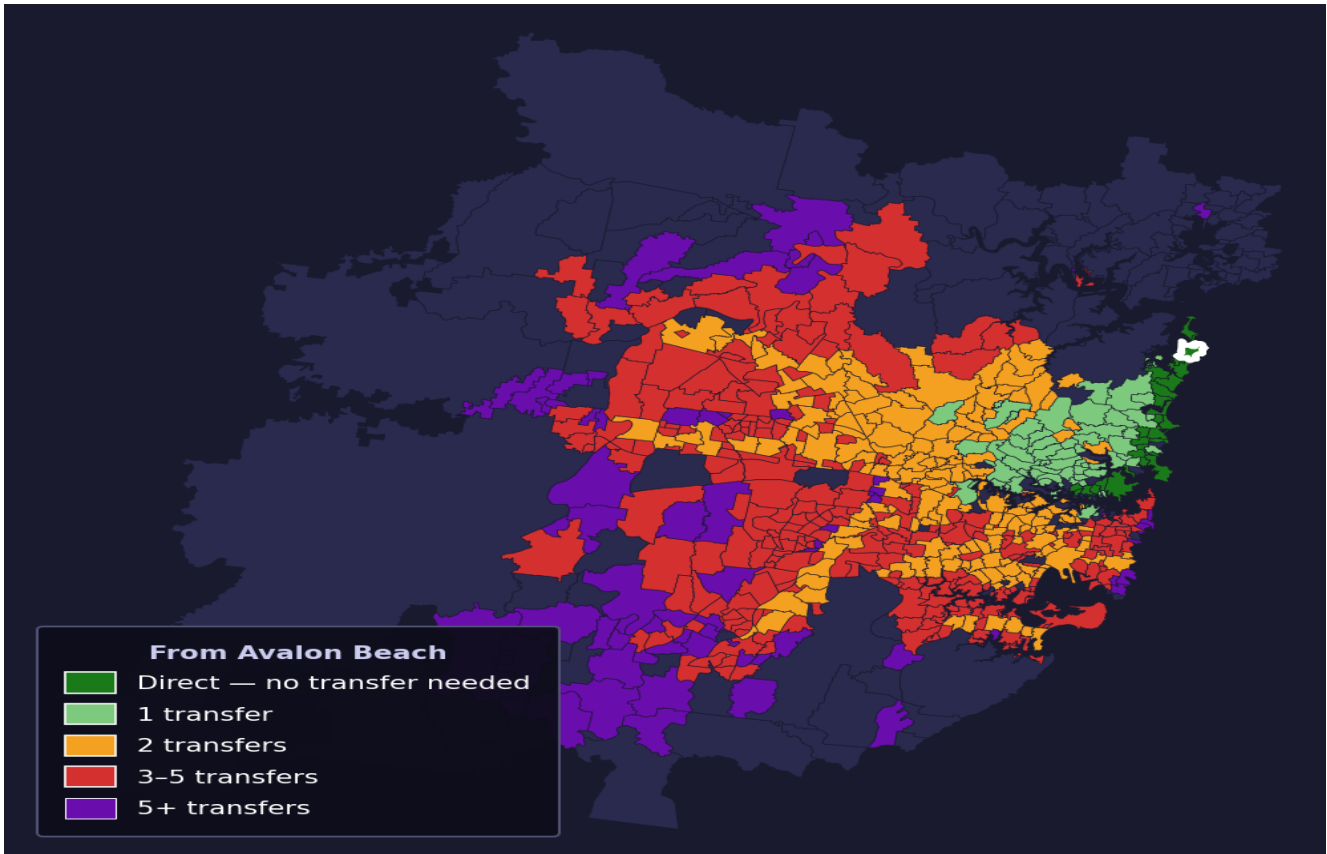 From Avalon Beach
Direct — no transfer needed
1 transfer
2 transfers
3–5 transfers
5+ transfers